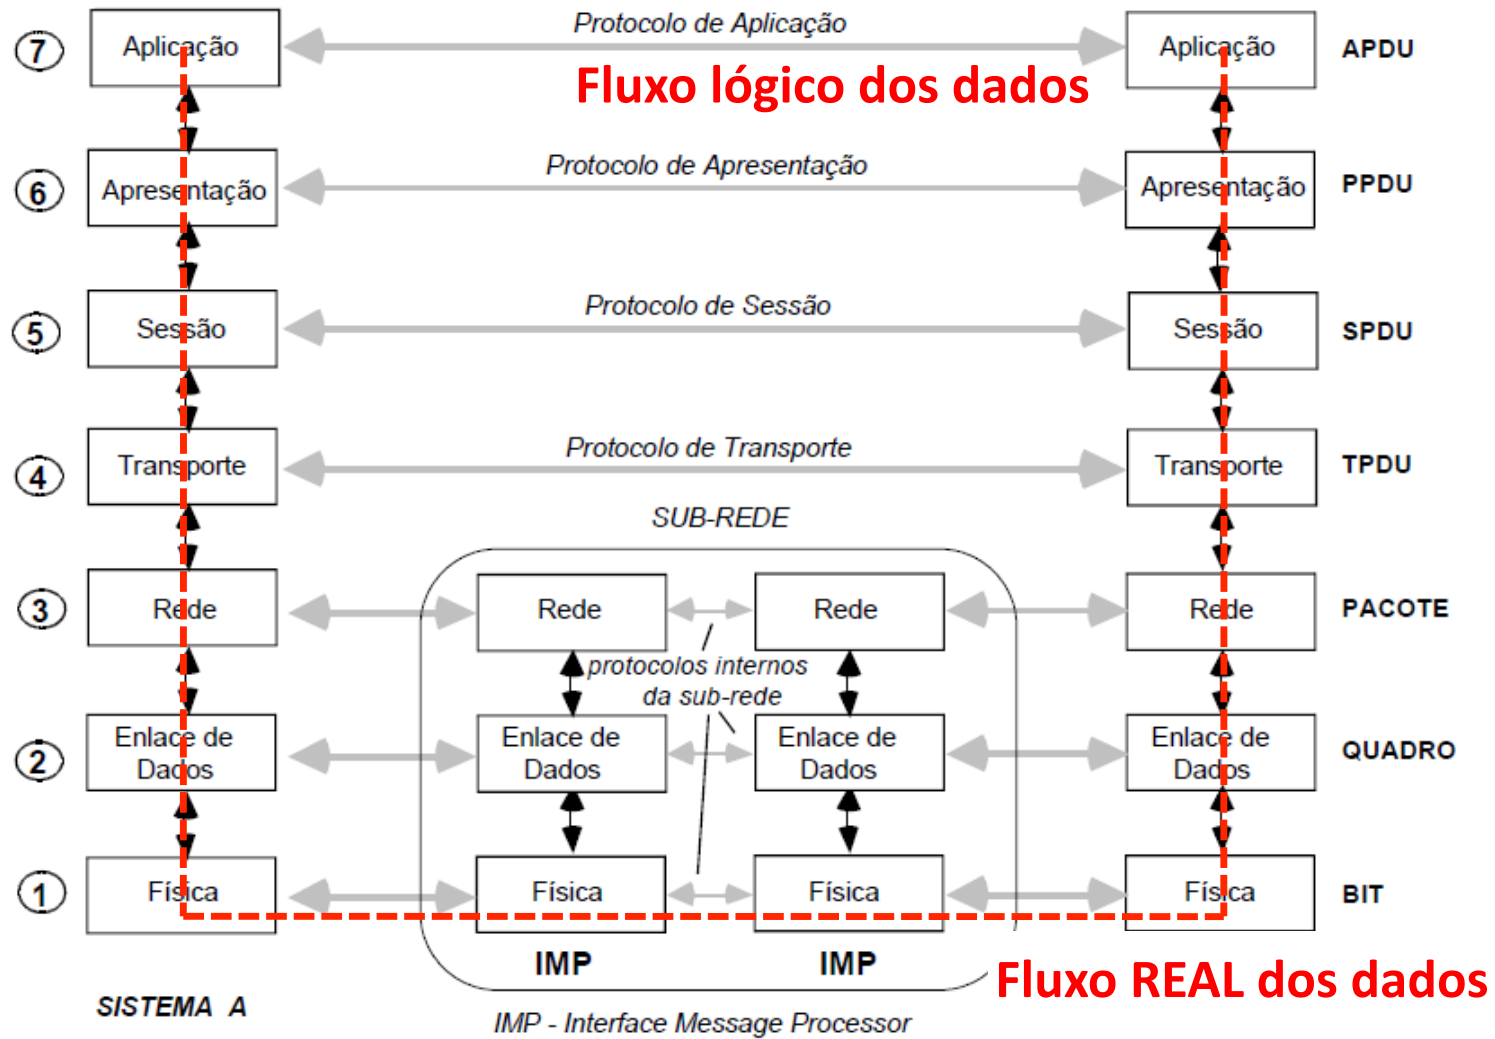 Protocolo de Aplicação
7
Aplicação
Aplicação
APDU
Fluxo lógico dos dados
Protocolo de Apresentação
6
Apresentação
Apresentação
PPDU
Protocolo de Sessão
5
Sessão
Sessão
SPDU
Protocolo de Transporte
4
Transporte
Transporte
TPDU
SUB-REDE
3
Rede
Rede
Rede
Rede
PACOTE
protocolos internos
da sub-rede
2
Enlace de
Dados
Enlace de
Dados
Enlace de
Dados
Enlace de
Dados
QUADRO
1
Física
Física
Física
Física
BIT
IMP
IMP
Fluxo REAL dos dados
SISTEMA A
IMP - Interface Message Processor